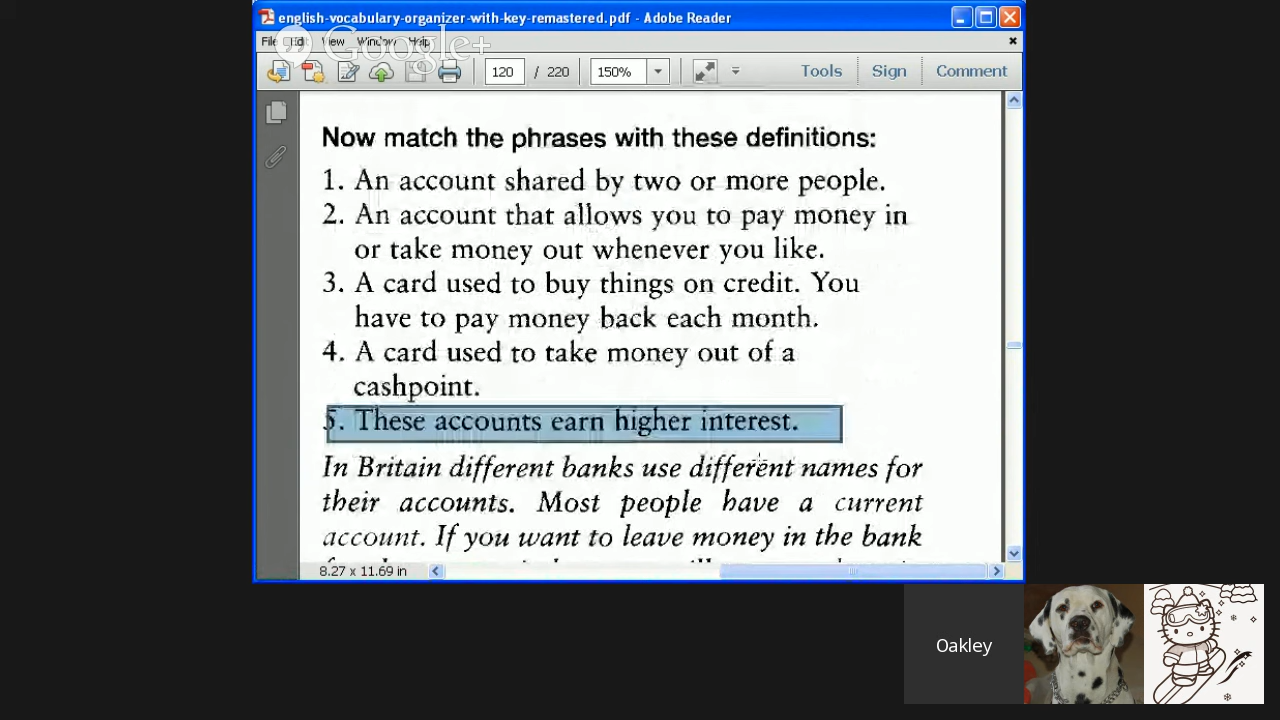 english-vocabulary-organizer-with-key-remastered.pdf - Adobe Reader
File Edit View Window Help
Google+
120 / 220 150% Tools Sign Comment
Now match the phrases with these definitions:
1. An account shared by two or more people.
2. An account that allows you to pay money in
or take money out whenever you like.
3. A card used to buy things on credit. You
have to pay money back each month.
4. A card used to take money out of a
cashpoint.
5. These accounts earn higher interest.
In Britain different banks use different names for
their accounts. Most people have a current
account. If you want to leave money in the bank
8.27 x 11.69 in
Oakley